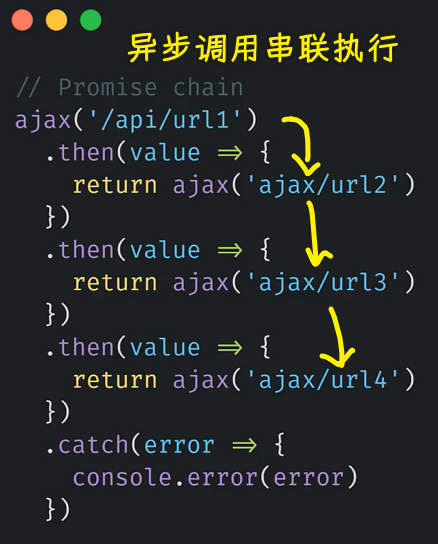 异步调用串联执行
// Promise chain
ajax('/api/url1')
  .then(value => {
    return ajax('ajax/url2')
  })
  .then(value => {
    return ajax('ajax/url3')
  })
  .then(value => {
    return ajax('ajax/url4')
  })
  .catch(error => {
    console.error(error)
  })